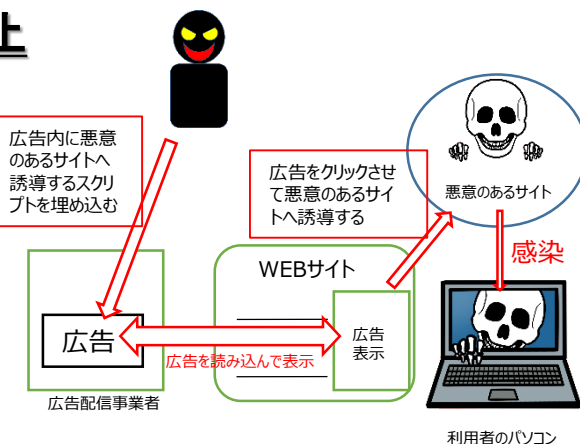 上
広告内に悪意
のあるサイトへ
誘導するスクリ
プトを埋め込む
広告をクリックさせ
て悪意のあるサイ
トへ誘導する
悪意のあるサイト
感染
WEBサイト
広告
広告を読み込んで表示
広告
表示
広告配信事業者
利用者のパソコン